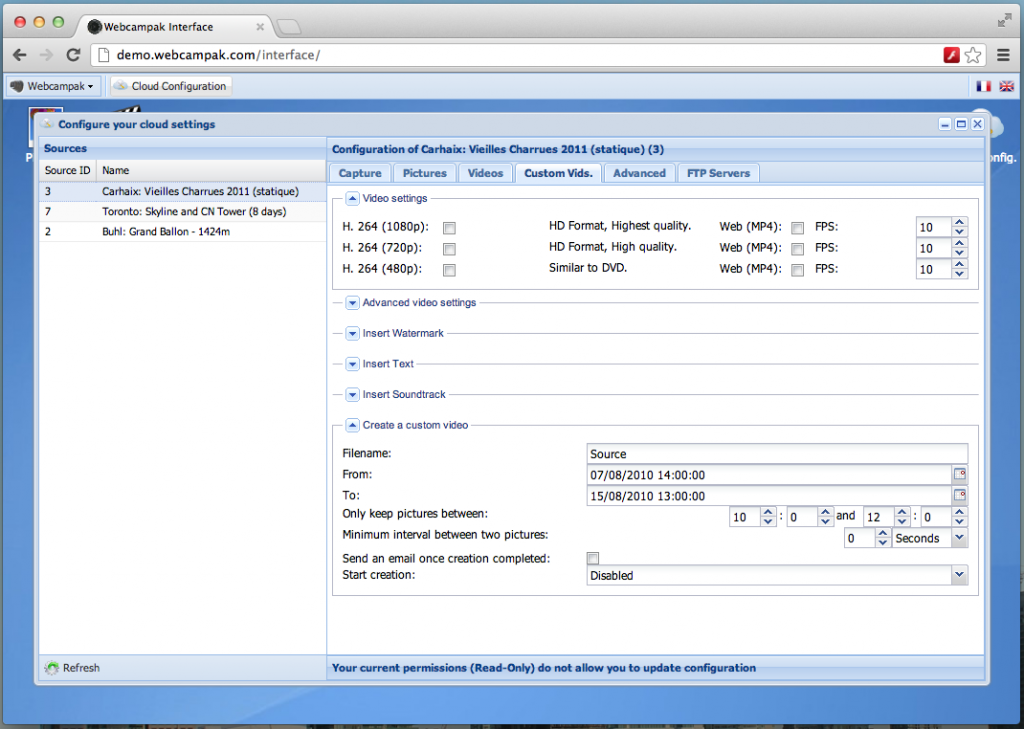 Webcampak Interface
demo.webcampak.com/interface/
Webcampak Cloud Configuration
Configure your cloud settings
Sources
Configuration of Carhaix: Vieilles Charrues 2011 (statique) (3)
Source ID Name
Capture Pictures Videos Custom Vids. Advanced FTP Servers
3 Carhaix: Vieilles Charrues 2011 (statique)
7 Toronto: Skyline and CN Tower (8 days)
2 Buhl: Grand Ballon - 1424m
Video settings
H. 264 (1080p): HD Format, Highest quality. Web (MP4): FPS: 10
H. 264 (720p): HD Format, High quality. Web (MP4): FPS: 10
H. 264 (480p): Similar to DVD. Web (MP4): FPS: 10
Advanced video settings
Insert Watermark
Insert Text
Insert Soundtrack
Create a custom video
Filename: Source
From: 07/08/2010 14:00:00
To: 15/08/2010 13:00:00
Only keep pictures between: 10 : 0 and 12 : 0
Minimum interval between two pictures: 0 Seconds
Send an email once creation completed:
Start creation: Disabled
Refresh
Your current permissions (Read-Only) do not allow you to update configuration